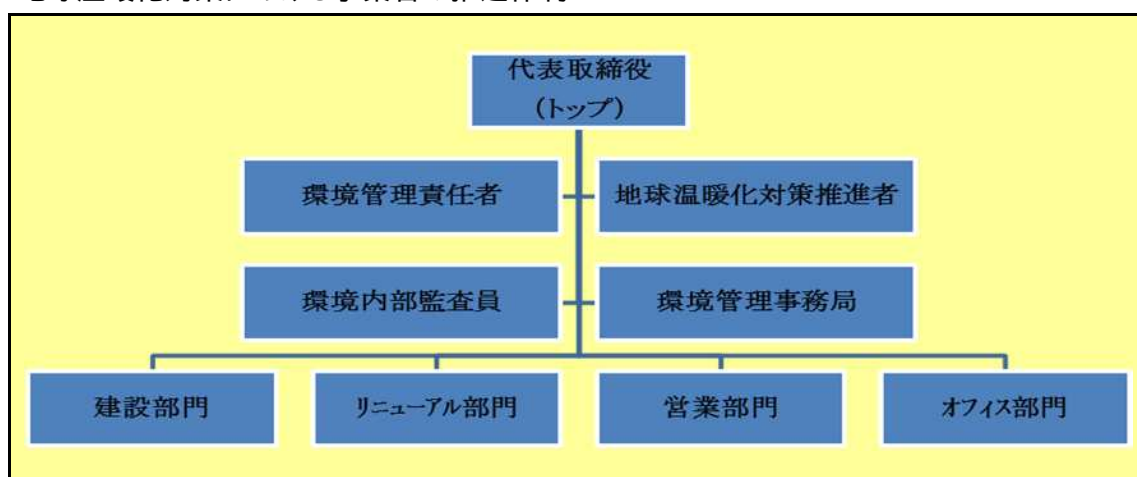 代表取締役
(トップ)
環境管理責任者
地球温暖化対策推進者
環境内部監査員
環境管理事務局
建設部門
リニューアル部門
営業部門
オフィス部門